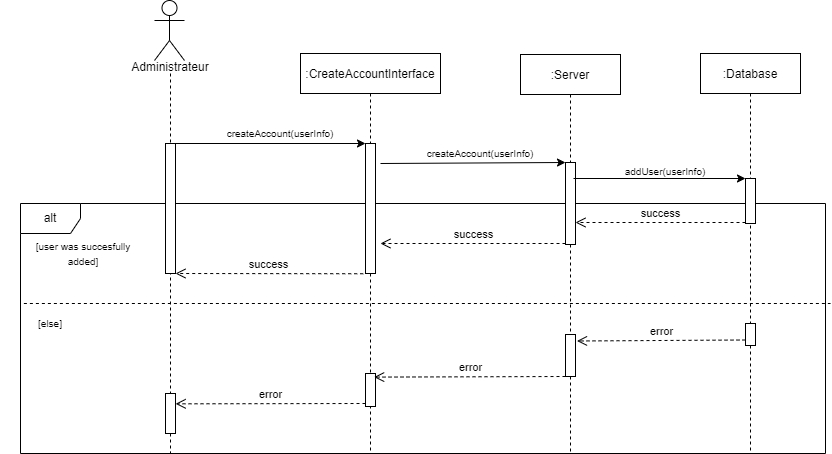 Administrateur
:CreateAccountInterface
:Server
:Database
createAccount(userInfo)
createAccount(userInfo)
addUser(userInfo)
alt
success
success
success
[user was succesfully
added]
[else]
error
error
error